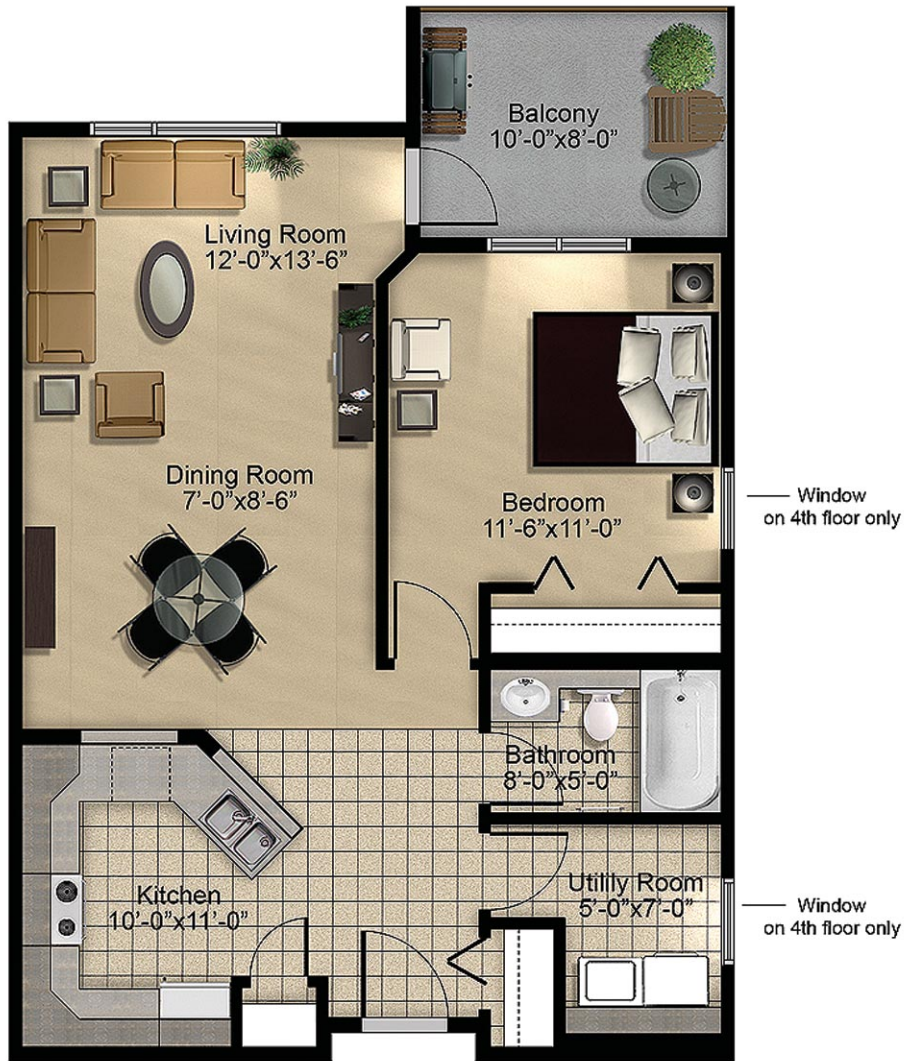 Balcony
10’-0”x8’-0”
Living Room
12’-0”x13’-6”
Dining Room
7’-0”x8’-6”
Bedroom
11’-6”x11’-0”
Window
on 4th floor only
Bathroom
8’-0”x5’-0”
Kitchen
10’-0”x11’-0”
Utilily Room
5’-0”x7’-0”
Window
on 4th floor only